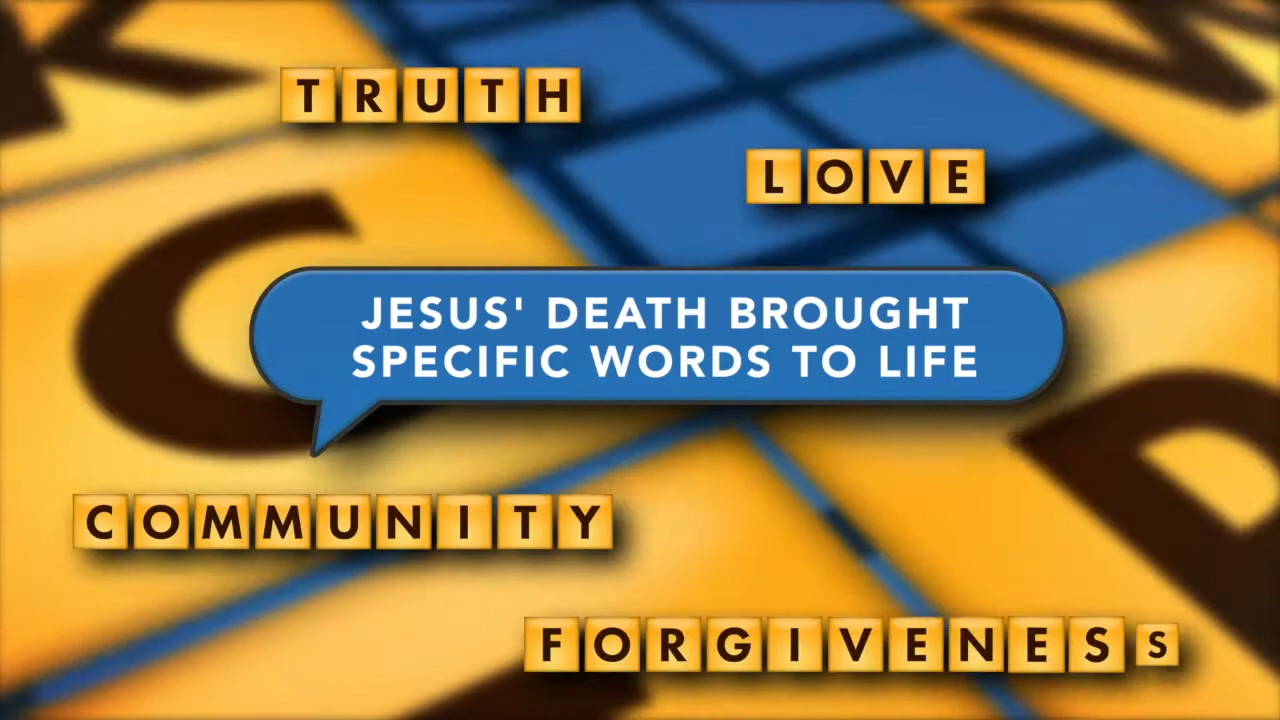 TRUTH
LOVE
JESUS' DEATH BROUGHT
SPECIFIC WORDS TO LIFE
COMMUNITY
FORGIVENESS